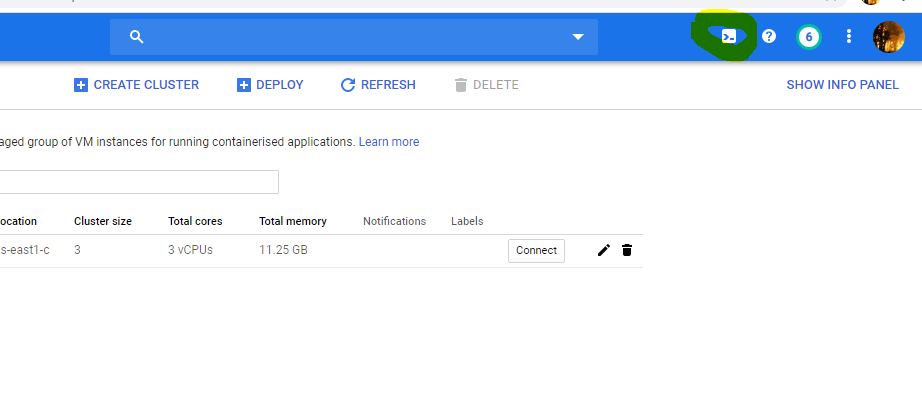 6
CREATE CLUSTER DEPLOY REFRESH DELETE SHOW INFO PANEL
aged group of VM instances for running containerised applications. Learn more
ocation Cluster size Total cores Total memory Notifications Labels
s-east1-c 3 3 vCPUs 11.25 GB Connect